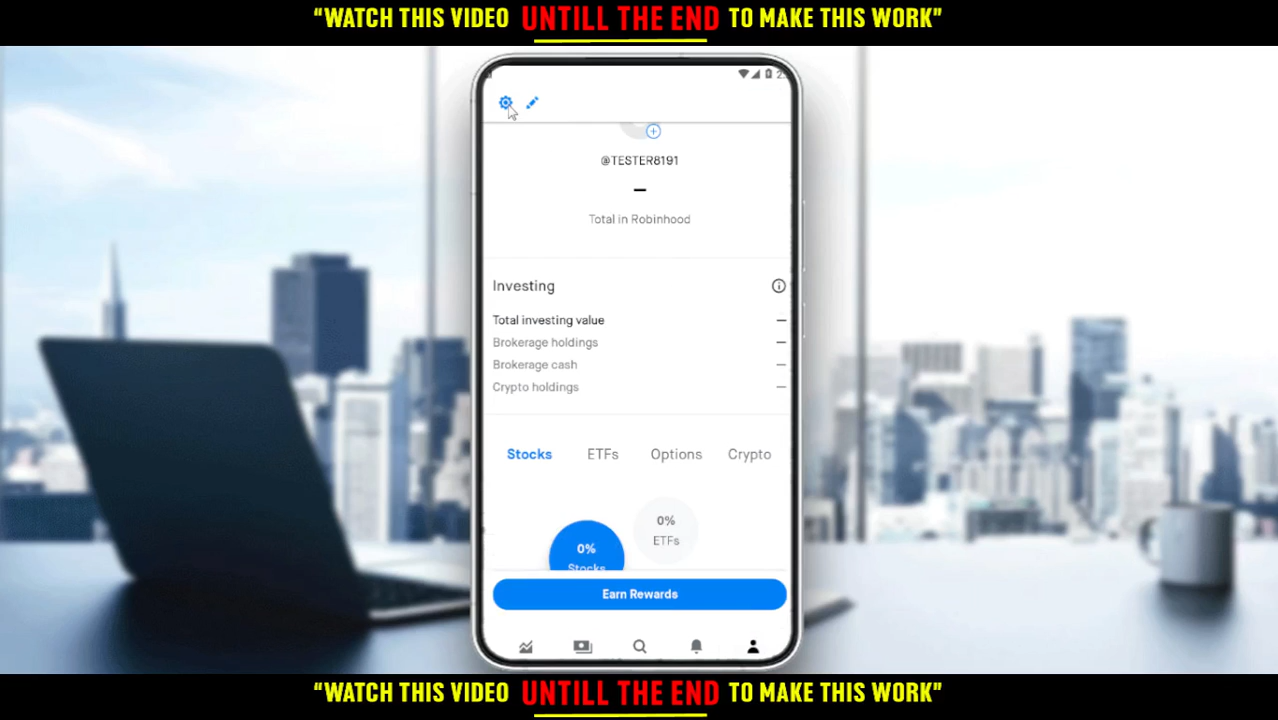 “WATCH THIS VIDEO UNTILL THE END TO MAKE THIS WORK”
@TESTER8191
Total in Robinhood
Investing
Total investing value —
Brokerage holdings —
Brokerage cash —
Crypto holdings —
Stocks ETFs Options Crypto
0%
ETFs
0%
Stocks
Earn Rewards
“WATCH THIS VIDEO UNTILL THE END TO MAKE THIS WORK”